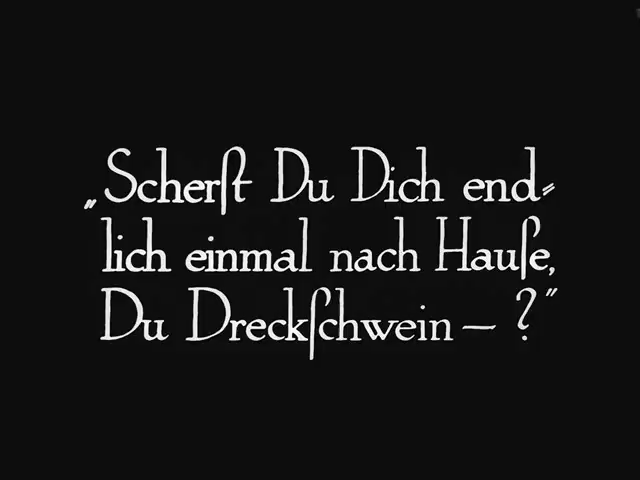 „Scherſt Du Dich end⸗
lich einmal nach Hauſe,
Du Dreckſchwein — ?”